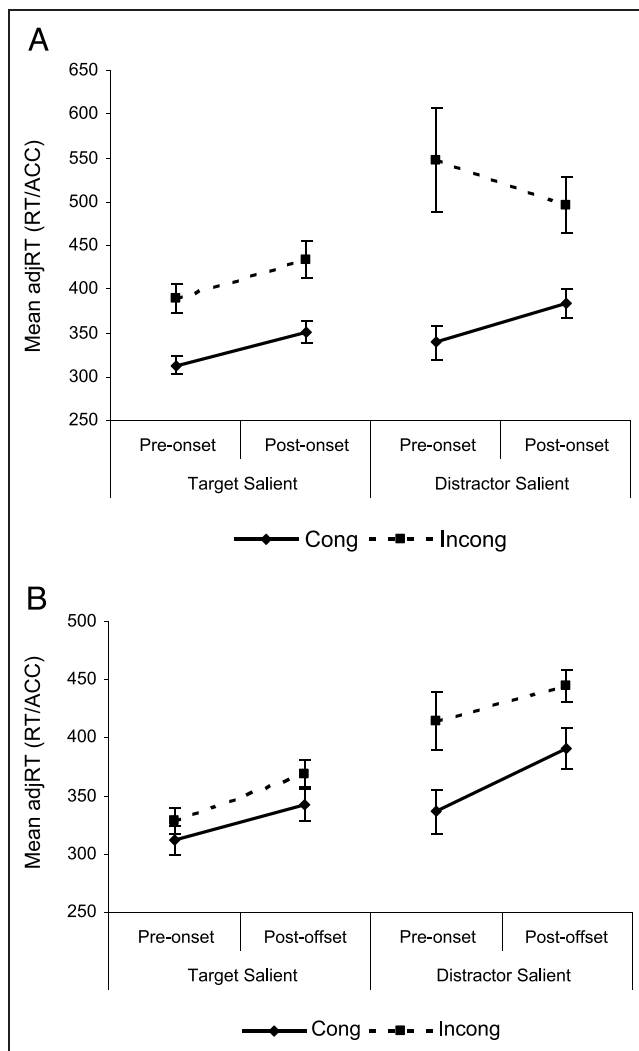 A
Mean adjRT (RT/ACC)
650
600
550
500
450
400
350
300
250
Pre-onset Post-onset Pre-onset Post-onset
Target Salient Distractor Salient
Cong Incong
B
Mean adjRT (RT/ACC)
500
450
400
350
300
250
Pre-onset Post-offset Pre-onset Post-offset
Target Salient Distractor Salient
Cong Incong